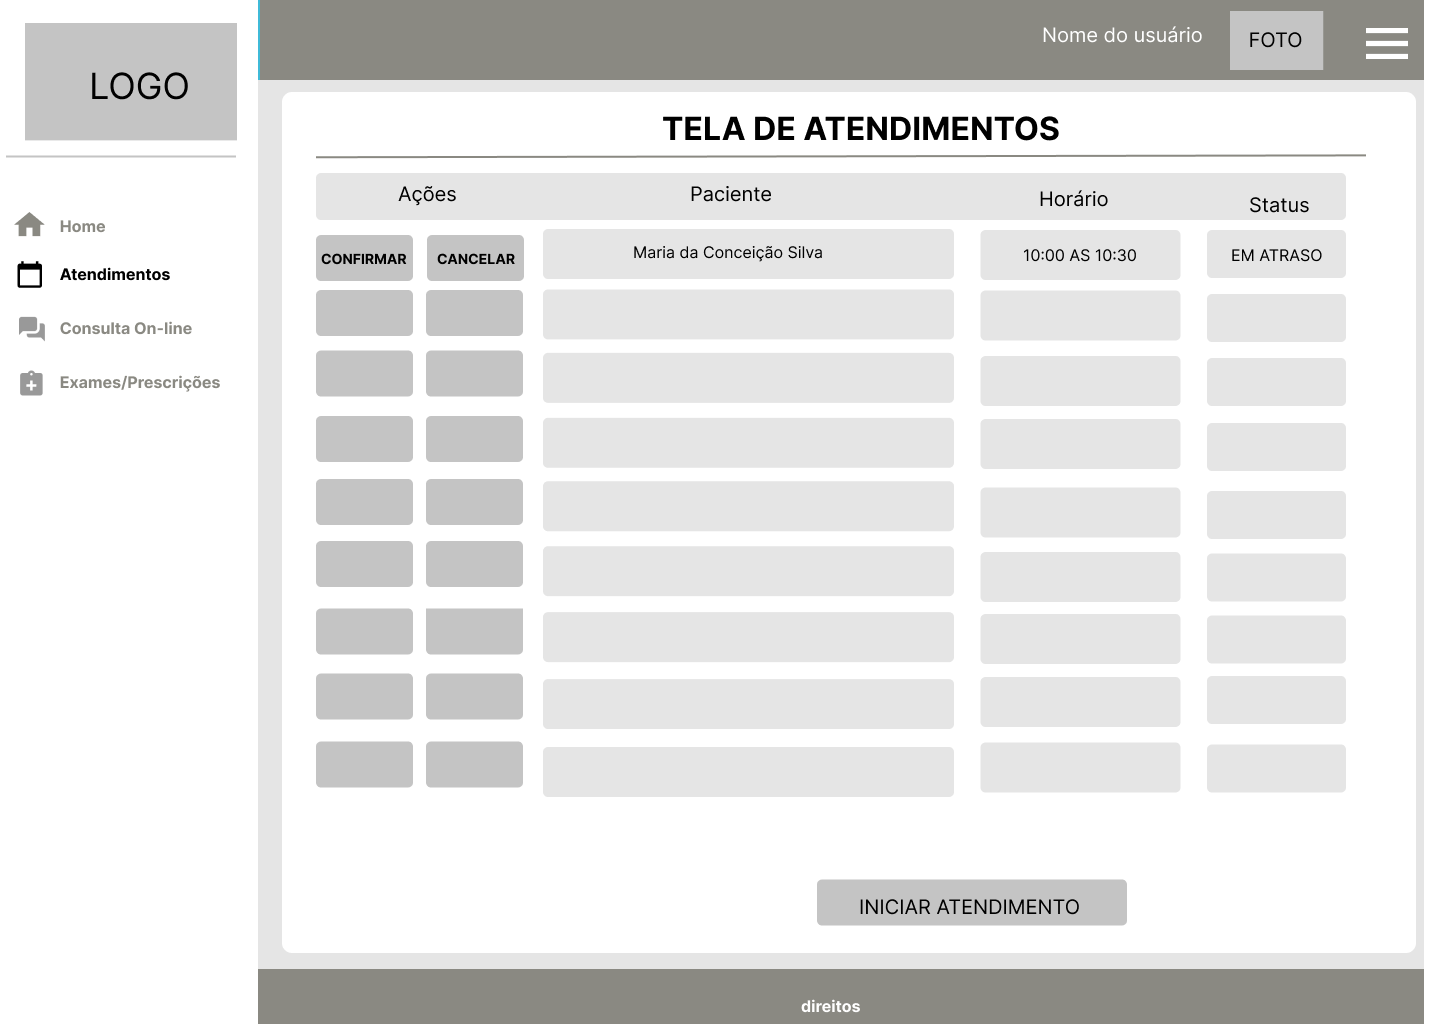 LOGO
Nome do usuário
FOTO
Home
Atendimentos
Consulta On-line
Exames/Prescrições
TELA DE ATENDIMENTOS
Ações Paciente Horário Status
CONFIRMAR CANCELAR Maria da Conceição Silva 10:00 AS 10:30 EM ATRASO
INICIAR ATENDIMENTO
direitos